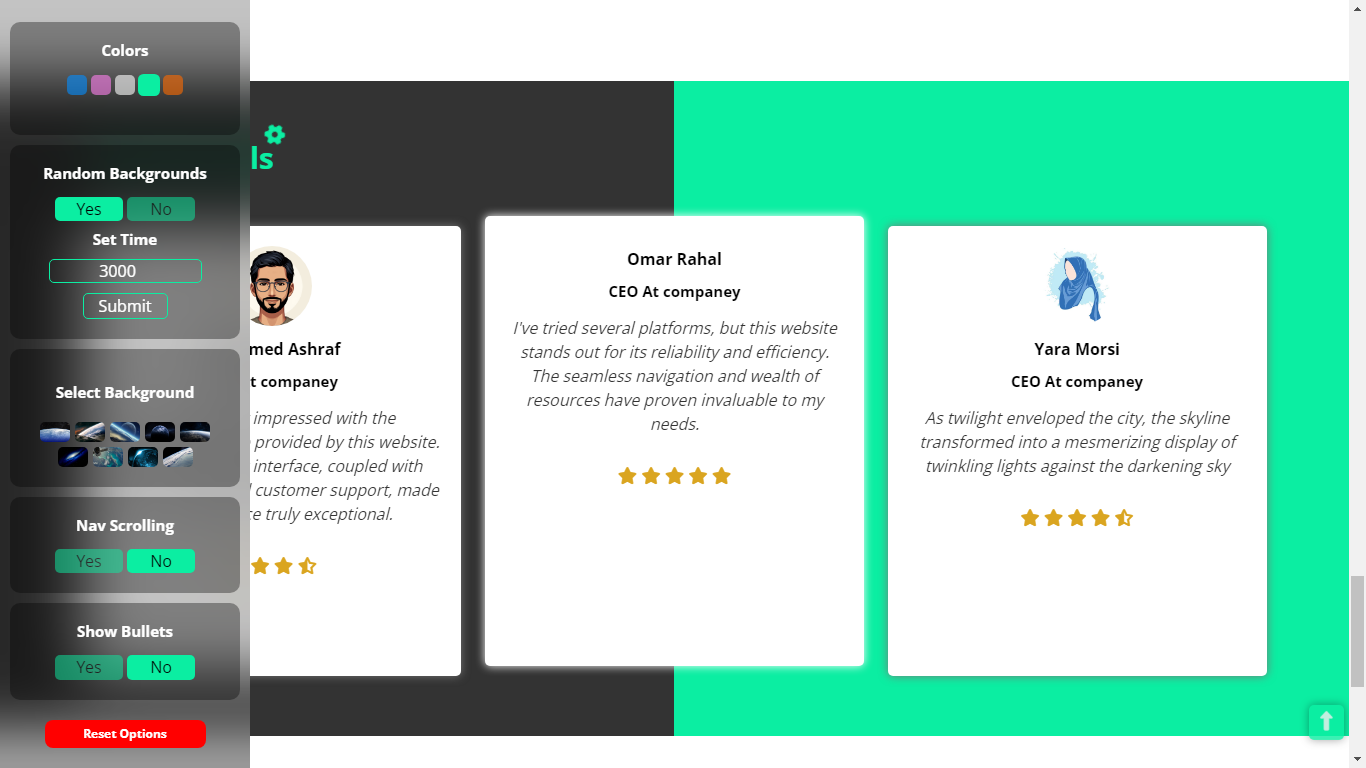 Colors
Random Backgrounds
Yes No
Set Time
3000
Submit
Select Background
Nav Scrolling
Yes No
Show Bullets
Yes No
Reset Options
ls
med Ashraf
t companey
impressed with the
provided by this website.
interface, coupled with
customer support, made
ce truly exceptional.
Omar Rahal
CEO At companey
I've tried several platforms, but this website
stands out for its reliability and efficiency.
The seamless navigation and wealth of
resources have proven invaluable to my
needs.
Yara Morsi
CEO At companey
As twilight enveloped the city, the skyline
transformed into a mesmerizing display of
twinkling lights against the darkening sky